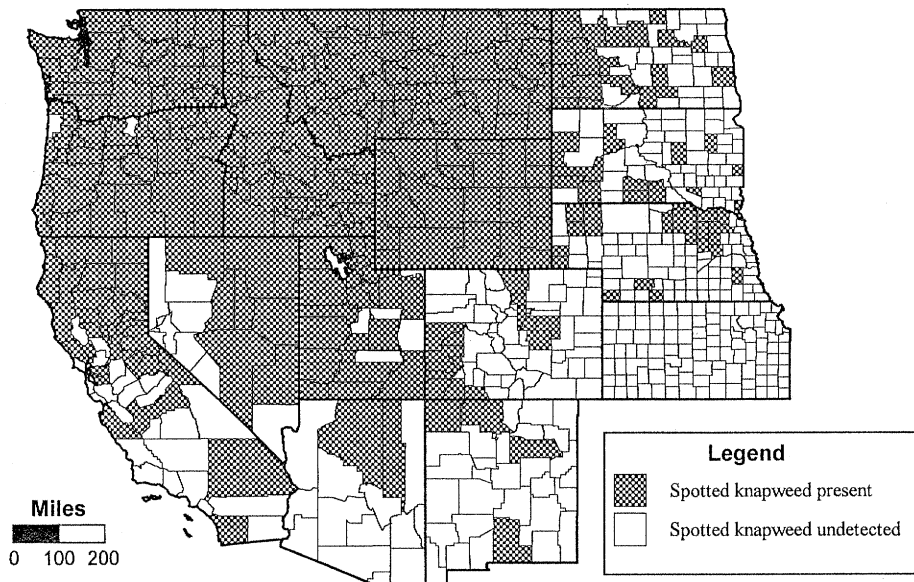 Legend
Spotted knapweed present
Spotted knapweed undetected
Miles
0 100 200